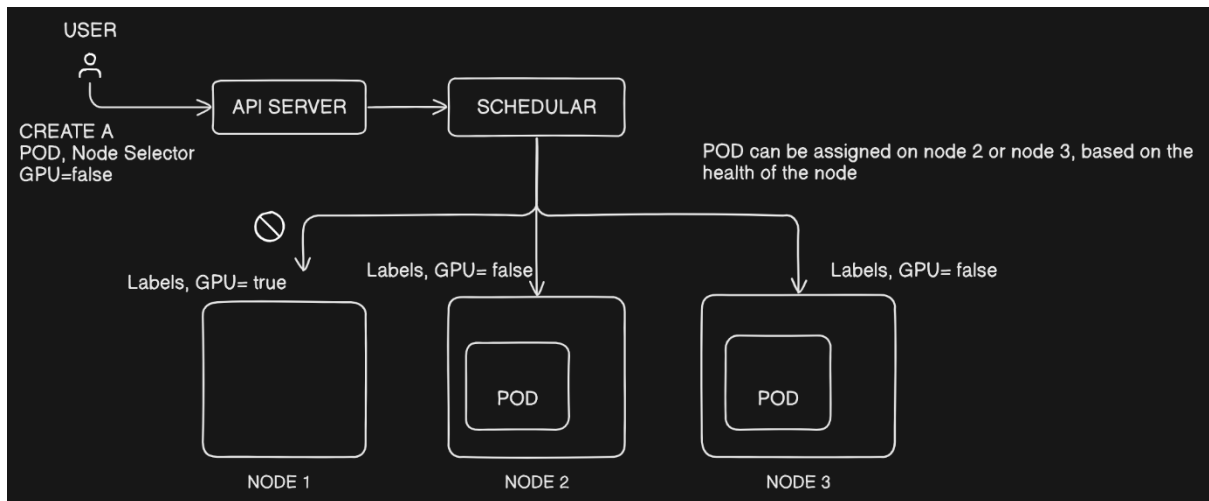 USER
API SERVER
SCHEDULAR
CREATE A
POD, Node Selector
GPU=false
POD can be assigned on node 2 or node 3, based on the
health of the node
Labels, GPU= true
Labels, GPU= false
Labels, GPU= false
POD
POD
NODE 1
NODE 2
NODE 3